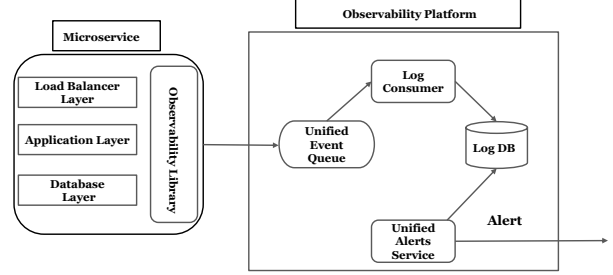 Observability Platform
Microservice
Load Balancer
Layer
Application Layer
Database
Layer
Observability Library
Unified
Event
Queue
Log
Consumer
Log DB
Unified
Alerts
Service
Alert